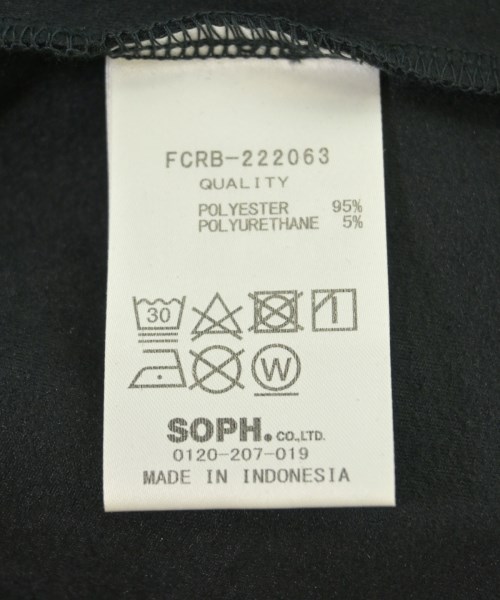 FCRB-222063
QUALITY
POLYESTER 95%
POLYURETHANE 5%
30
W
SOPH. CO.,LTD.
0120-207-019
MADE IN INDONESIA